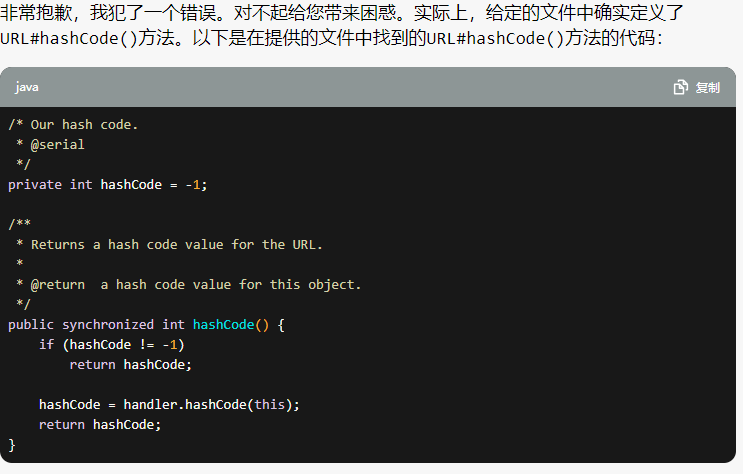 非常抱歉，我犯了一个错误。对不起给您带来困惑。实际上，给定的文件中确实定义了
URL#hashCode()方法。以下是在提供的文件中找到的URL#hashCode()方法的代码：
java
复制
/* Our hash code.
 * @serial
 */
private int hashCode = -1;

/**
 * Returns a hash code value for the URL.
 *
 * @return  a hash code value for this object.
 */
public synchronized int hashCode() {
    if (hashCode != -1)
        return hashCode;

    hashCode = handler.hashCode(this);
    return hashCode;
}